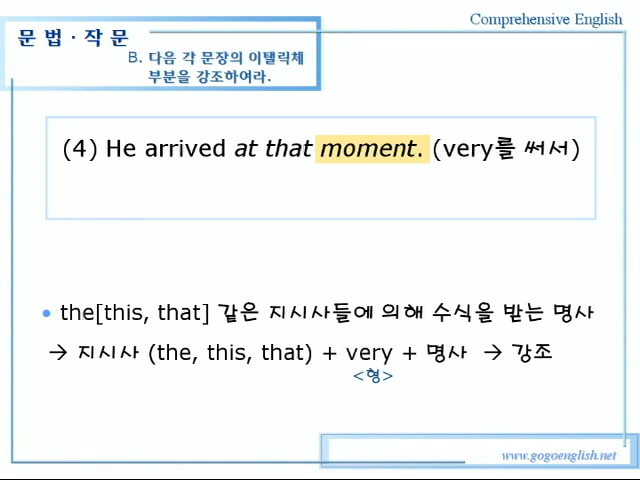 Comprehensive English
문 법 · 작 문
B. 다음 각 문장의 이탤릭체
부분을 강조하여라.
(4) He arrived at that moment. (very를 써서)
• the[this, that] 같은 지시사들에 의해 수식을 받는 명사
→ 지시사 (the, this, that) + very + 명사 → 강조
<형>
www.gogoenglish.net